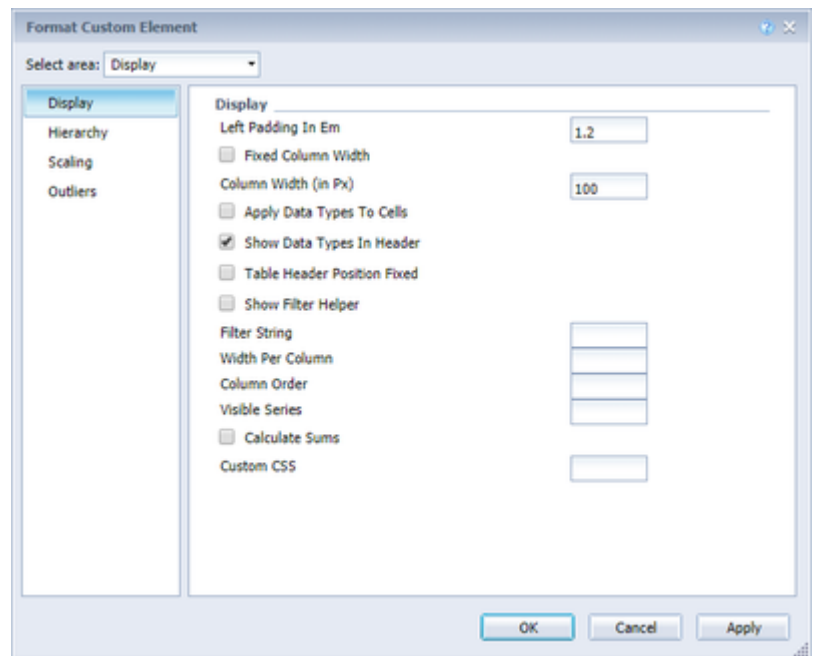 Format Custom Element
Select area: Display
Display
Hierarchy
Scaling
Outliers
Display
Left Padding In Em 1.2
Fixed Column Width
Column Width (in Px) 100
Apply Data Types To Cells
Show Data Types In Header
Table Header Position Fixed
Show Filter Helper
Filter String
Width Per Column
Column Order
Visible Series
Calculate Sums
Custom CSS
OK Cancel Apply